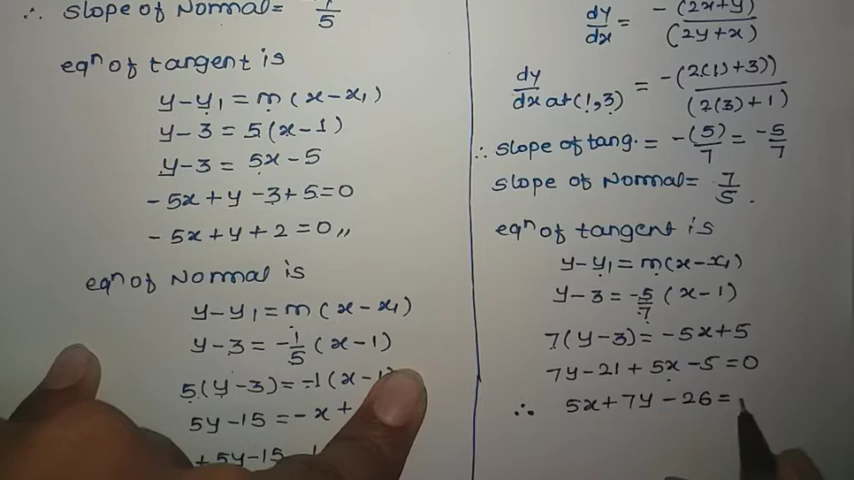 ∴ slope of Normal = -1/5
eqⁿ of tangent is
y-y₁ = m(x-x₁)
y-3 = 5(x-1)
y-3 = 5x-5
-5x+y-3+5=0
-5x+y+2=0,,
eqⁿ of Normal is
y-y₁ = m(x-x₁)
y-3 = -1/5 (x-1)
5(y-3) = -1(x-1
5y-15 = -x+
+5y-15
dy/dx = -(2x+y)/(2y+x)
dy/dx at (1,3) = -(2(1)+3))/(2(3)+1)
∴ slope of tang. = -(5)/7 = -5/7
slope of Normal = 7/5.
eqⁿ of tangent is
y-y₁ = m(x-x₁)
y-3 = -5/7 (x-1)
7(y-3) = -5x+5
7y-21+5x-5=0
∴ 5x+7y-26=